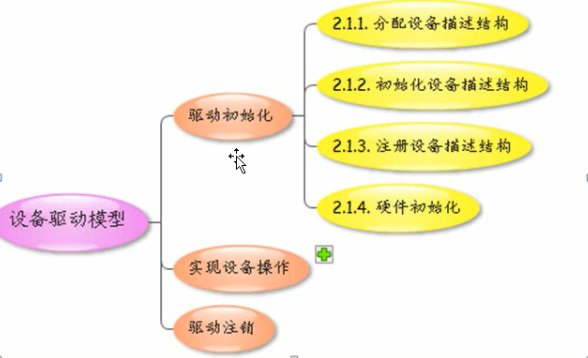 2.1.1. 分配设备描述结构
2.1.2. 初始化设备描述结构
驱动初始化
2.1.3. 注册设备描述结构
2.1.4. 硬件初始化
设备驱动模型
实现设备操作
驱动注销